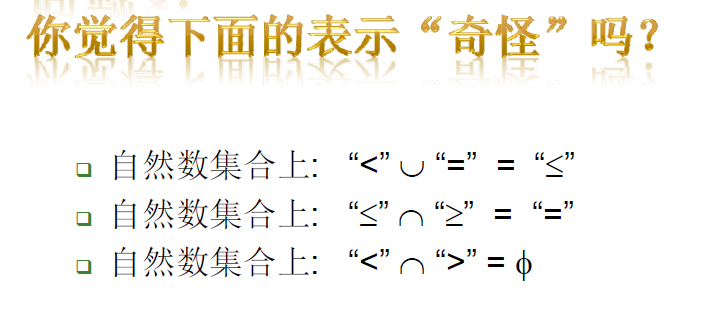 你觉得下面的表示“奇怪”吗?
自然数集合上: “<” ∪ “=” = “≤”
自然数集合上: “≤” ∩ “≥” = “=”
自然数集合上: “<” ∩ “>” = ϕ